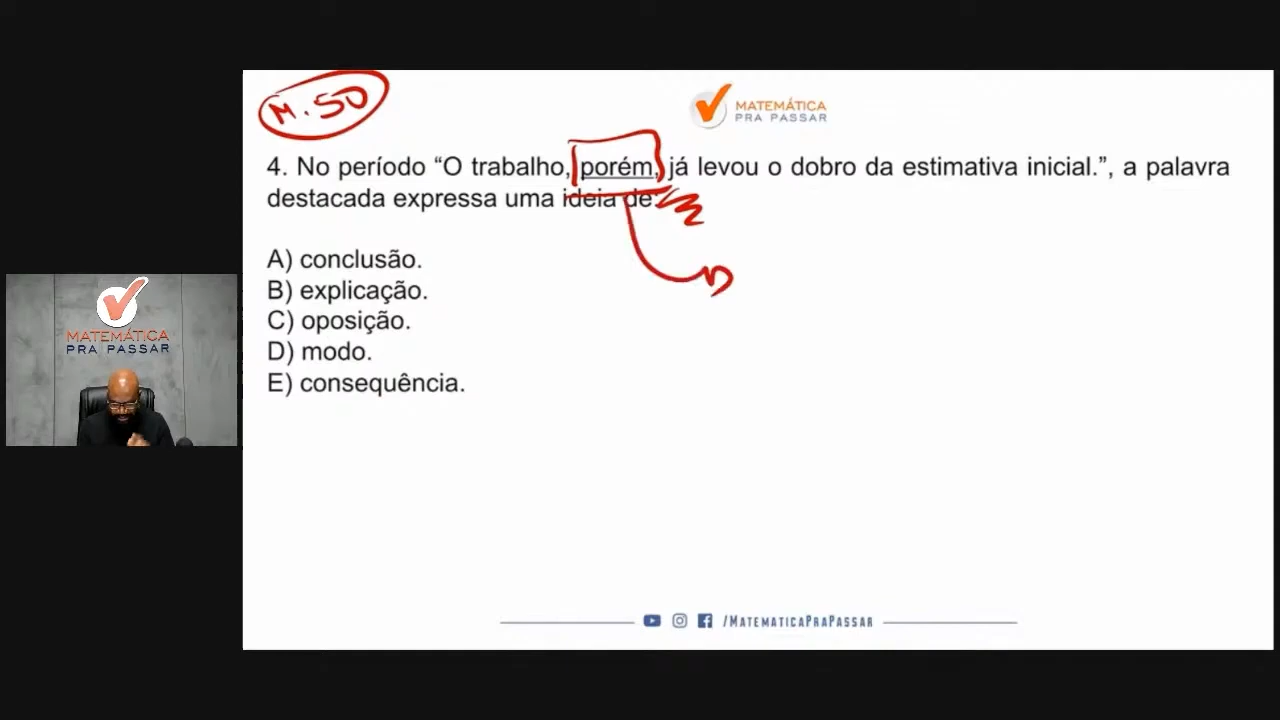 M.50
MATEMÁTICA
PRA PASSAR
4. No período “O trabalho, porém, já levou o dobro da estimativa inicial.”, a palavra
destacada expressa uma ideia de:
A) conclusão.
B) explicação.
C) oposição.
D) modo.
E) consequência.
MATEMÁTICA
PRA PASSAR
/MATEMATICAPRAPASSAR